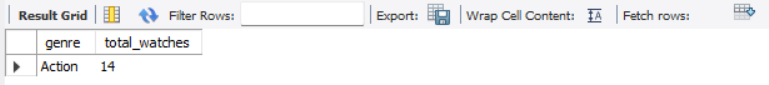 Result Grid Filter Rows: Export: Wrap Cell Content: Fetch rows:
genre total_watches
Action 14